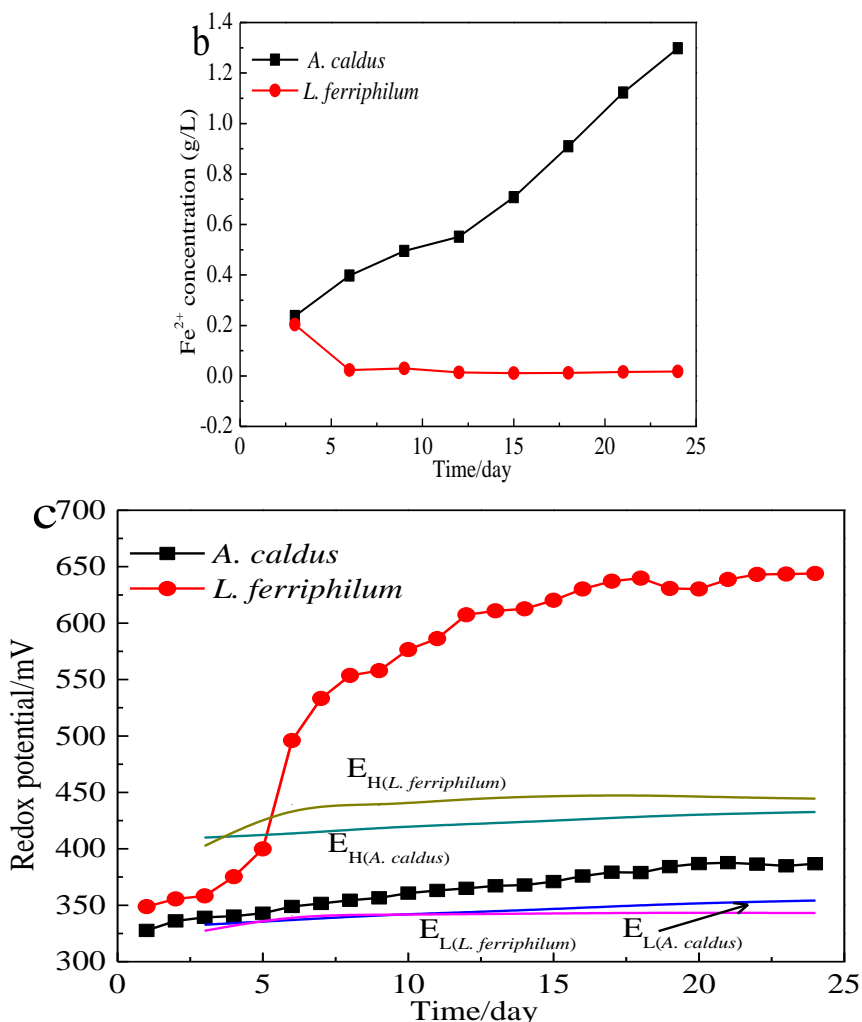 b
A. caldus
L. ferriphilum
Fe2+ concentration (g/L)
1.4
1.2
1.0
0.8
0.6
0.4
0.2
0.0
-0.2
0 5 10 15 20 25
Time/day
c
A. caldus
L. ferriphilum
Redox potential/mV
700
650
600
550
500
450
400
350
300
EH(L. ferriphilum)
EH(A. caldus)
EL(L. ferriphilum)
EL(A. caldus)
0 5 10 15 20 25
Time/day